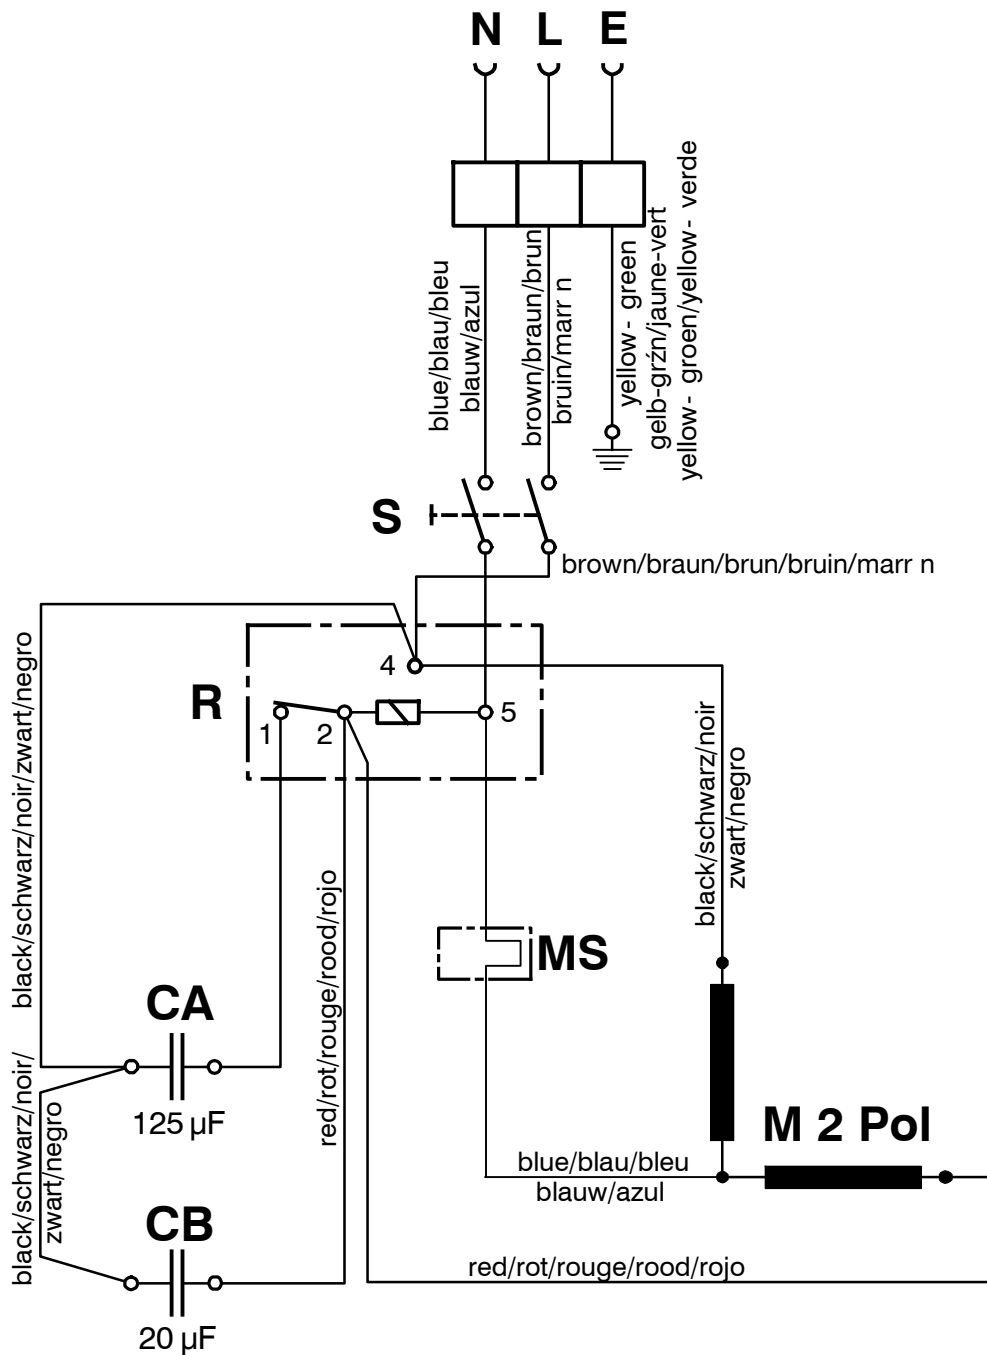 N L E
blue/blau/bleu
blauw/azul
brown/braun/brun
bruin/marr n
yellow- green
gelb-grźn/jaune-vert
yellow- groen/yellow- verde
S
brown/braun/brun/bruin/marr n
black/schwarz/noir/zwart/negro
R
4
1
2
5
black/schwarz/noir
zwart/negro
red/rot/rouge/rood/rojo
MS
CA
125 µF
black/schwarz/noir/
zwart/negro
M 2 Pol
blue/blau/bleu
blauw/azul
CB
20 µF
red/rot/rouge/rood/rojo